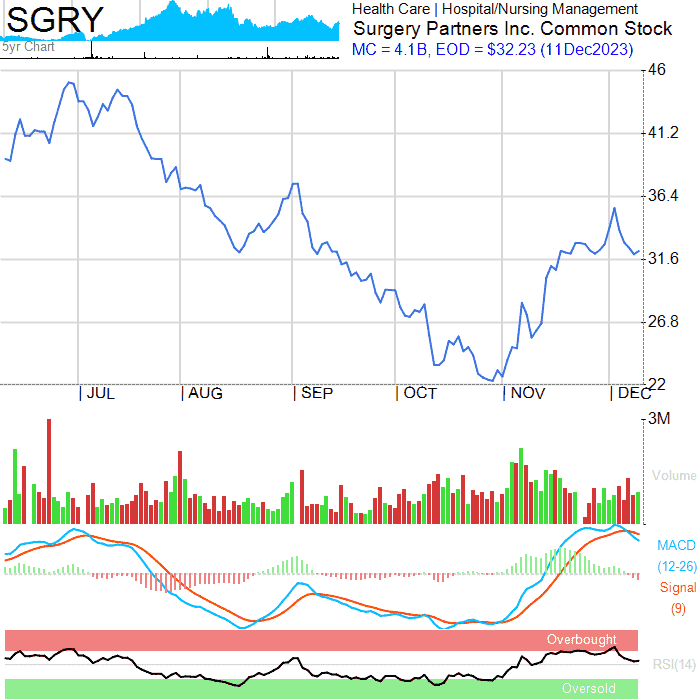 SGRY
5yr Chart
Health Care | Hospital/Nursing Management
Surgery Partners Inc. Common Stock
MC = 4.1B, EOD = $32.23 (11Dec2023)
46
41.2
36.4
31.6
26.8
22
JUL
AUG
SEP
OCT
NOV
DEC
3M
Volume
MACD
(12-26)
Signal
(9)
Overbought
RSI(14)
Oversold